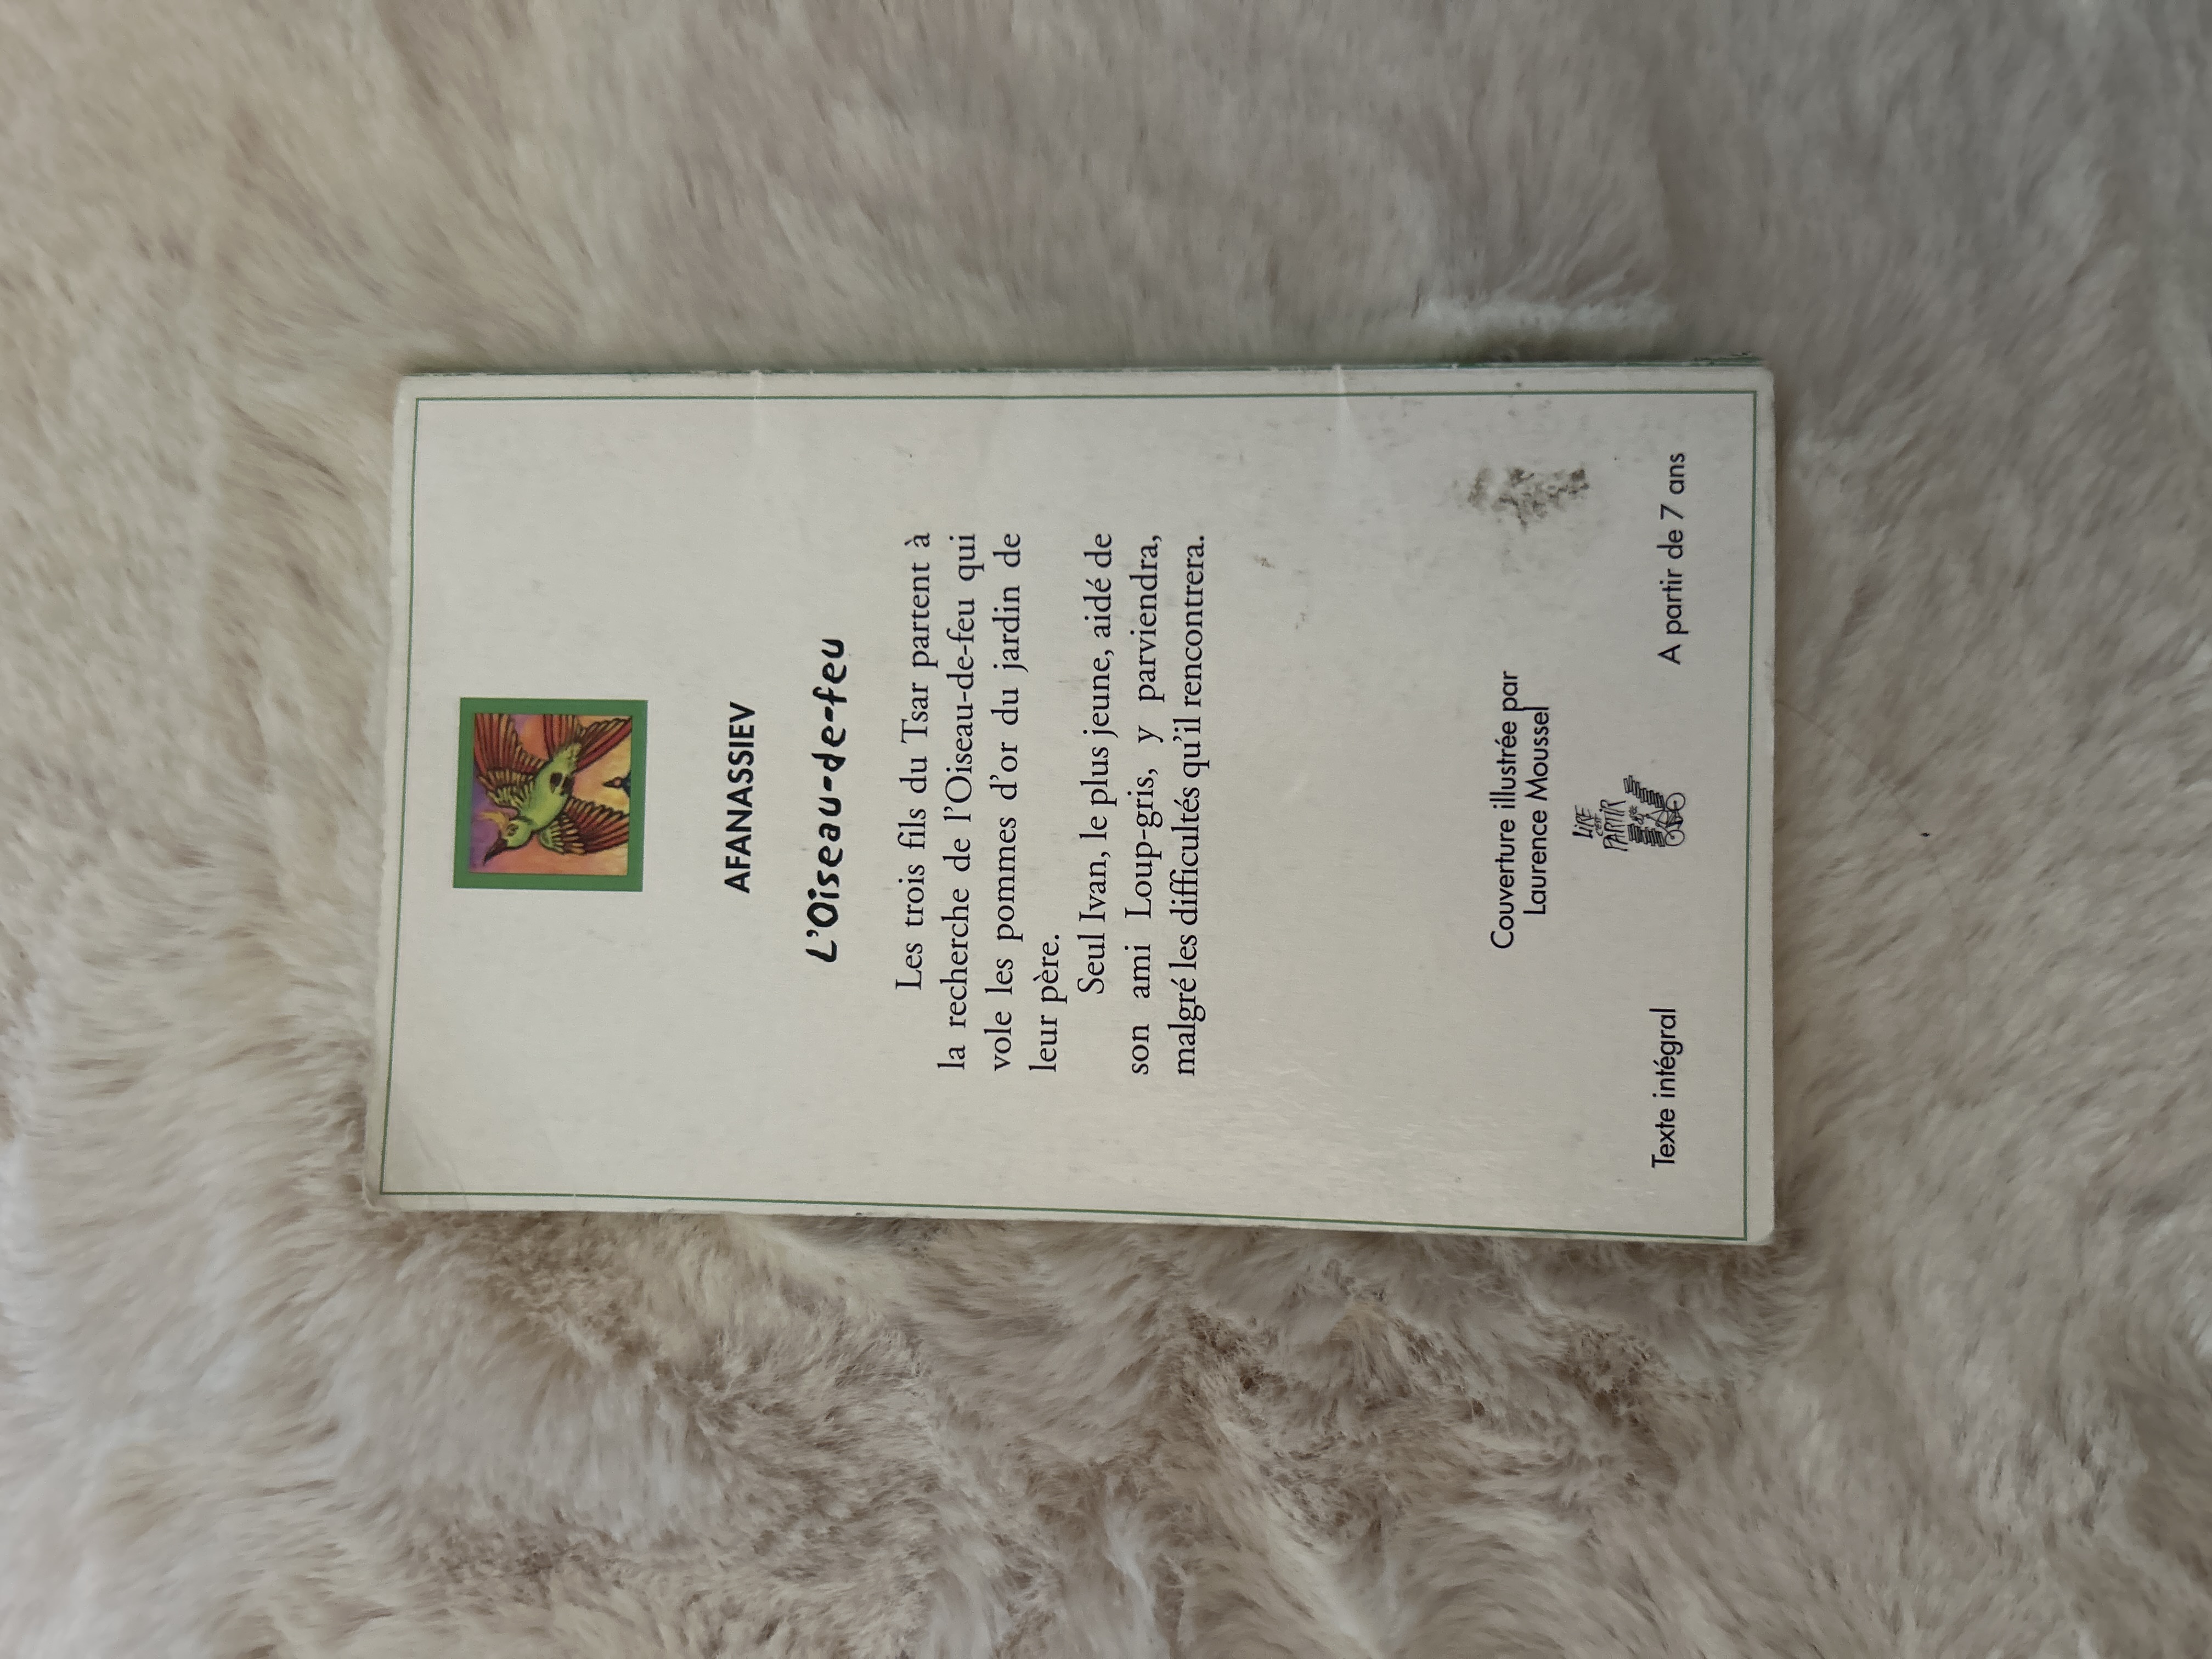 AFANASSIEV
L'Oiseau-de-feu
Les trois fils du Tsar partent à
la recherche de l'Oiseau-de-feu qui
vole les pommes d'or du jardin de
leur père.
Seul Ivan, le plus jeune, aidé de
son ami Loup-gris, y parviendra,
malgré les difficultés qu'il rencontrera.
Couverture illustrée par
Laurence Moussel
LIRE
C'EST
PARTIR
Texte intégral
A partir de 7 ans